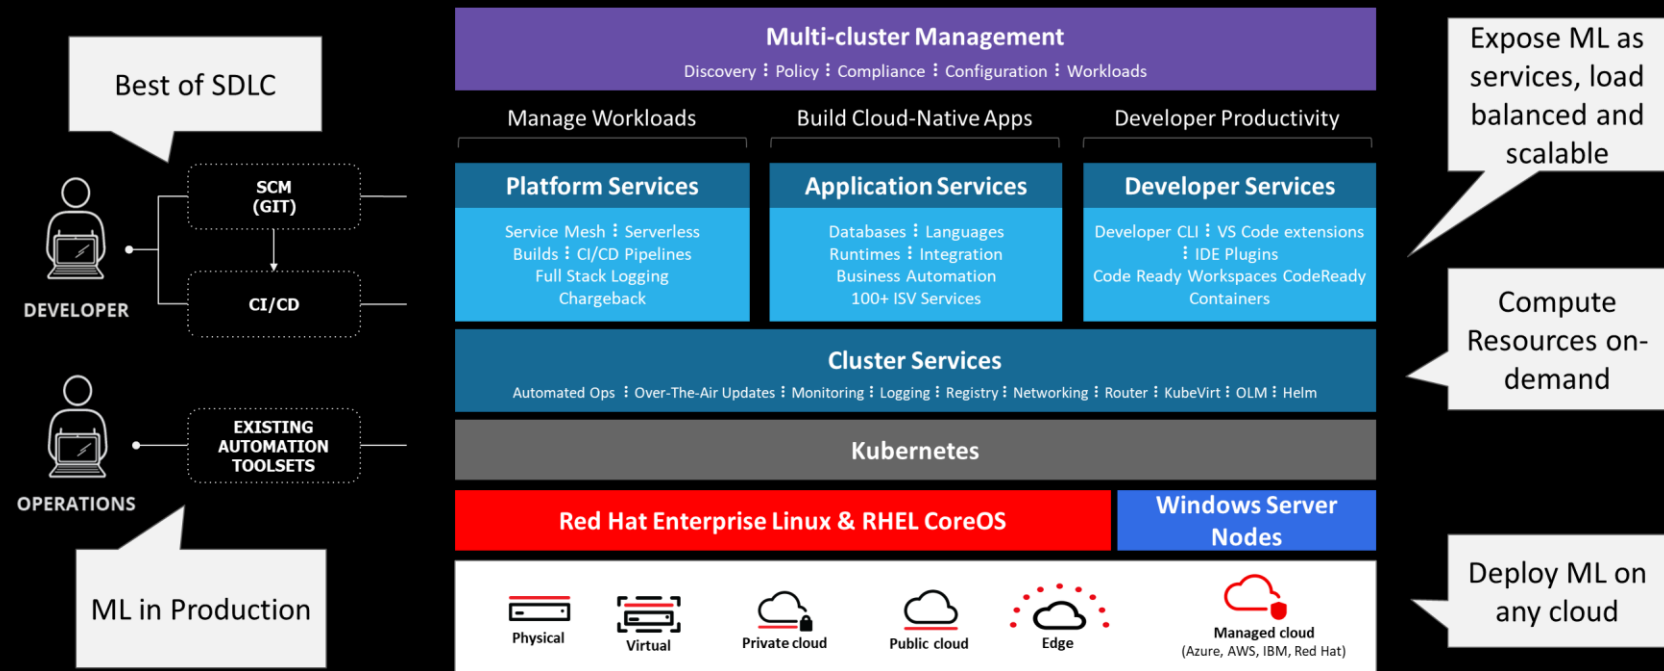 Best of SDLC
SCM
(GIT)
CI/CD
DEVELOPER
EXISTING
AUTOMATION
TOOLSETS
OPERATIONS
ML in Production
Multi-cluster Management
Discovery ⋮ Policy ⋮ Compliance ⋮ Configuration ⋮ Workloads
Manage Workloads
Build Cloud-Native Apps
Developer Productivity
Platform Services
Service Mesh ⋮ Serverless
Builds ⋮ CI/CD Pipelines
Full Stack Logging
Chargeback
Application Services
Databases ⋮ Languages
Runtimes ⋮ Integration
Business Automation
100+ ISV Services
Developer Services
Developer CLI ⋮ VS Code extensions
⋮ IDE Plugins
Code Ready Workspaces CodeReady
Containers
Cluster Services
Automated Ops ⋮ Over-The-Air Updates ⋮ Monitoring ⋮ Logging ⋮ Registry ⋮ Networking ⋮ Router ⋮ KubeVirt ⋮ OLM ⋮ Helm
Kubernetes
Red Hat Enterprise Linux & RHEL CoreOS
Windows Server
Nodes
Physical
Virtual
Private cloud
Public cloud
Edge
Managed cloud
(Azure, AWS, IBM, Red Hat)
Expose ML as
services, load
balanced and
scalable
Compute
Resources on-
demand
Deploy ML on
any cloud